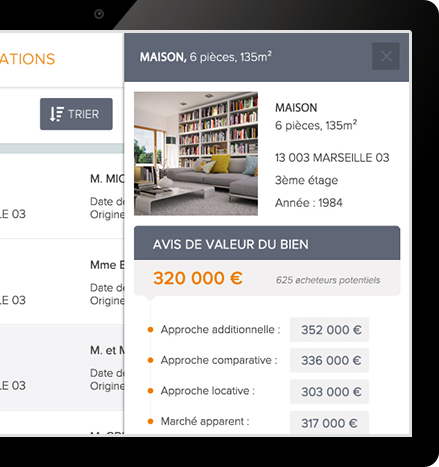 ATIONS
TRIER
M. MIC
Date de
Origine
LE 03
Mme E
Date de
Origine
LE 03
M. et M
Date de
Origine
LE 03
MAISON, 6 pièces, 135m²
MAISON
6 pièces, 135m²
13 003 MARSEILLE 03
3ème étage
Année : 1984
AVIS DE VALEUR DU BIEN
320 000 €
625 acheteurs potentiels
Approche additionnelle : 352 000 €
Approche comparative : 336 000 €
Approche locative : 303 000 €
Marché apparent : 317 000 €